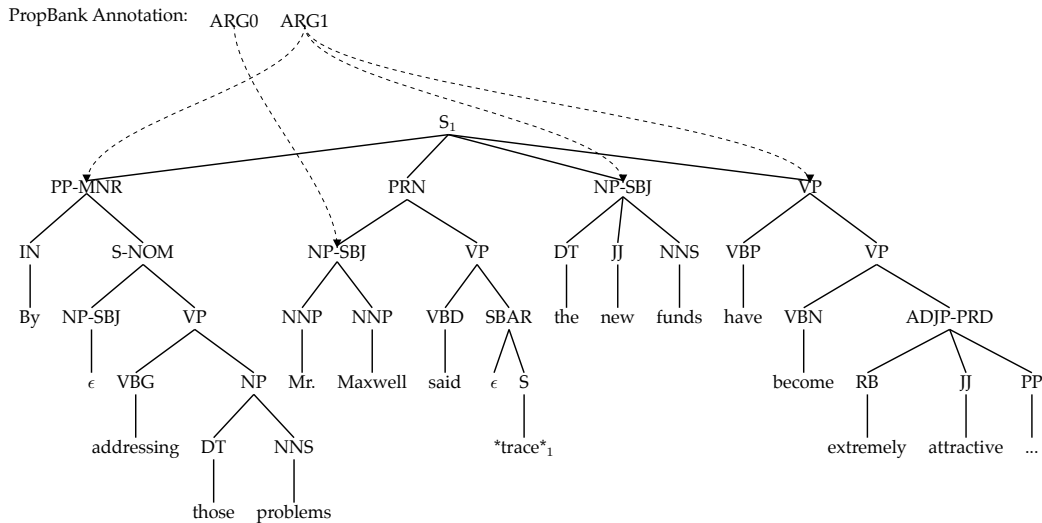 PropBank Annotation: ARG0 ARG1
S₁
PP-MNR PRN NP-SBJ VP
IN S-NOM NP-SBJ VP DT JJ NNS VBP VP
By NP-SBJ VP NNP NNP VBD SBAR the new funds have VBN ADJP-PRD
ϵ VBG NP Mr. Maxwell said ϵ S become RB JJ PP
addressing DT NNS *trace*₁ extremely attractive ...
those problems